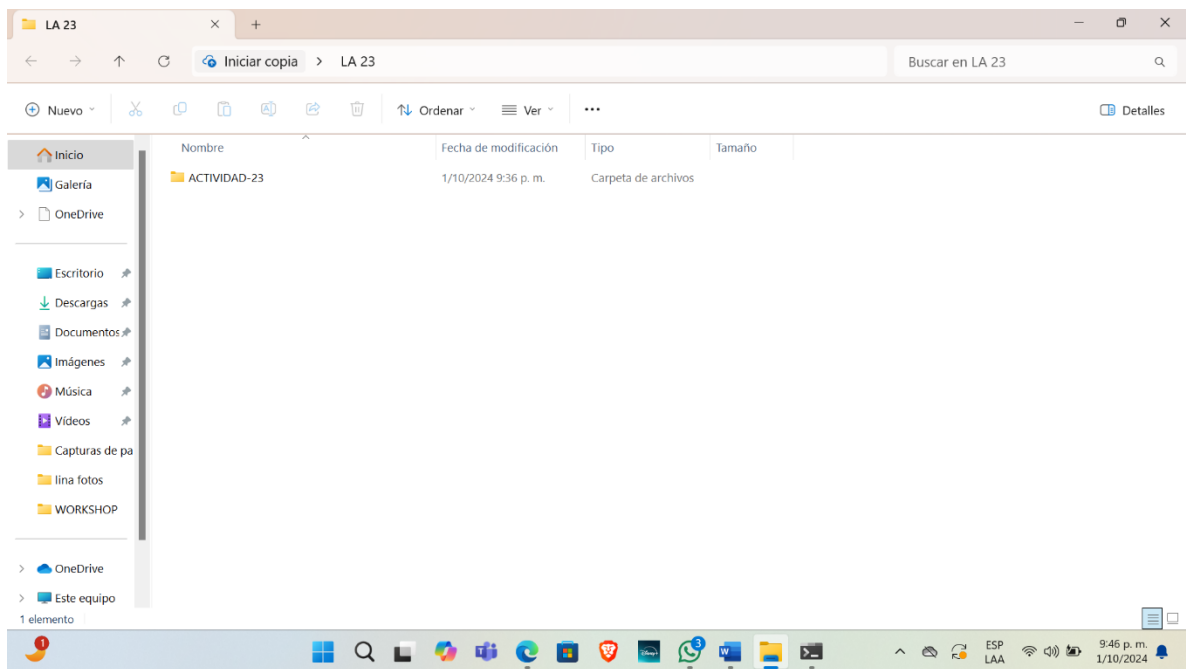 LA 23
Iniciar copia > LA 23
Buscar en LA 23
Nuevo
Ordenar
Ver
Detalles
Nombre Fecha de modificación Tipo Tamaño
ACTIVIDAD-23 1/10/2024 9:36 p. m. Carpeta de archivos
Inicio
Galería
OneDrive
Escritorio
Descargas
Documentos
Imágenes
Música
Vídeos
Capturas de pa
lina fotos
WORKSHOP
OneDrive
Este equipo
1 elemento
1
3
ESP
LAA
9:46 p. m.
1/10/2024